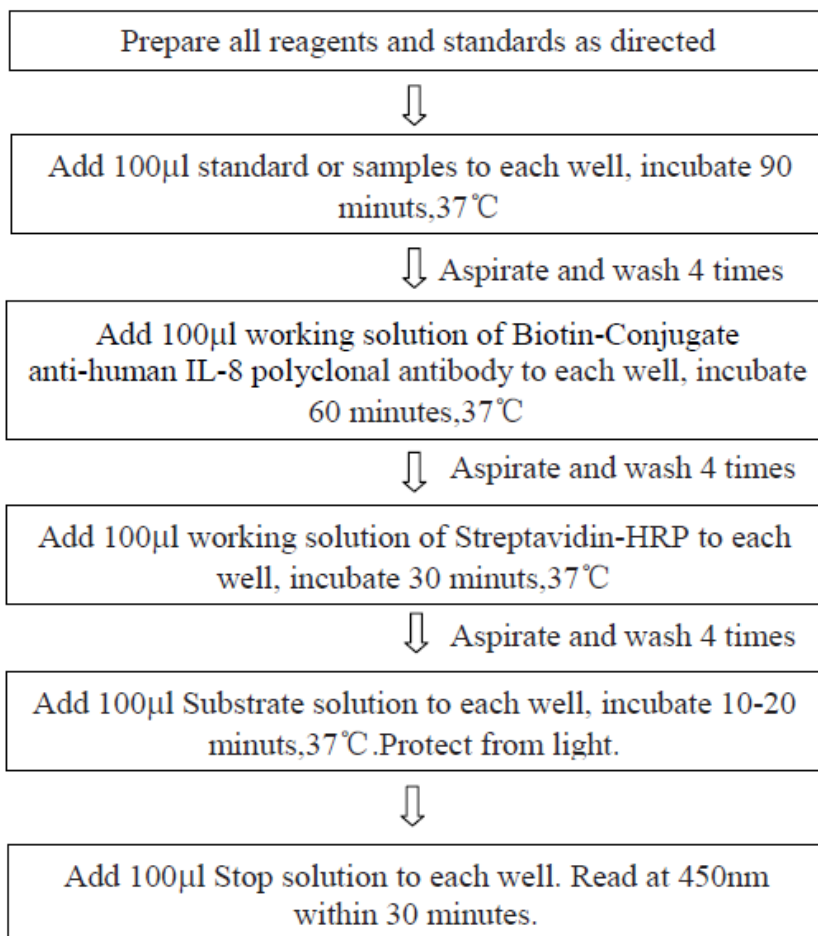 Prepare all reagents and standards as directed
Add 100μl standard or samples to each well, incubate 90
minuts,37℃
Aspirate and wash 4 times
Add 100μl working solution of Biotin-Conjugate
anti-human IL-8 polyclonal antibody to each well, incubate
60 minutes,37℃
Aspirate and wash 4 times
Add 100μl working solution of Streptavidin-HRP to each
well, incubate 30 minuts,37℃
Aspirate and wash 4 times
Add 100μl Substrate solution to each well, incubate 10-20
minuts,37℃.Protect from light.
Add 100μl Stop solution to each well. Read at 450nm
within 30 minutes.